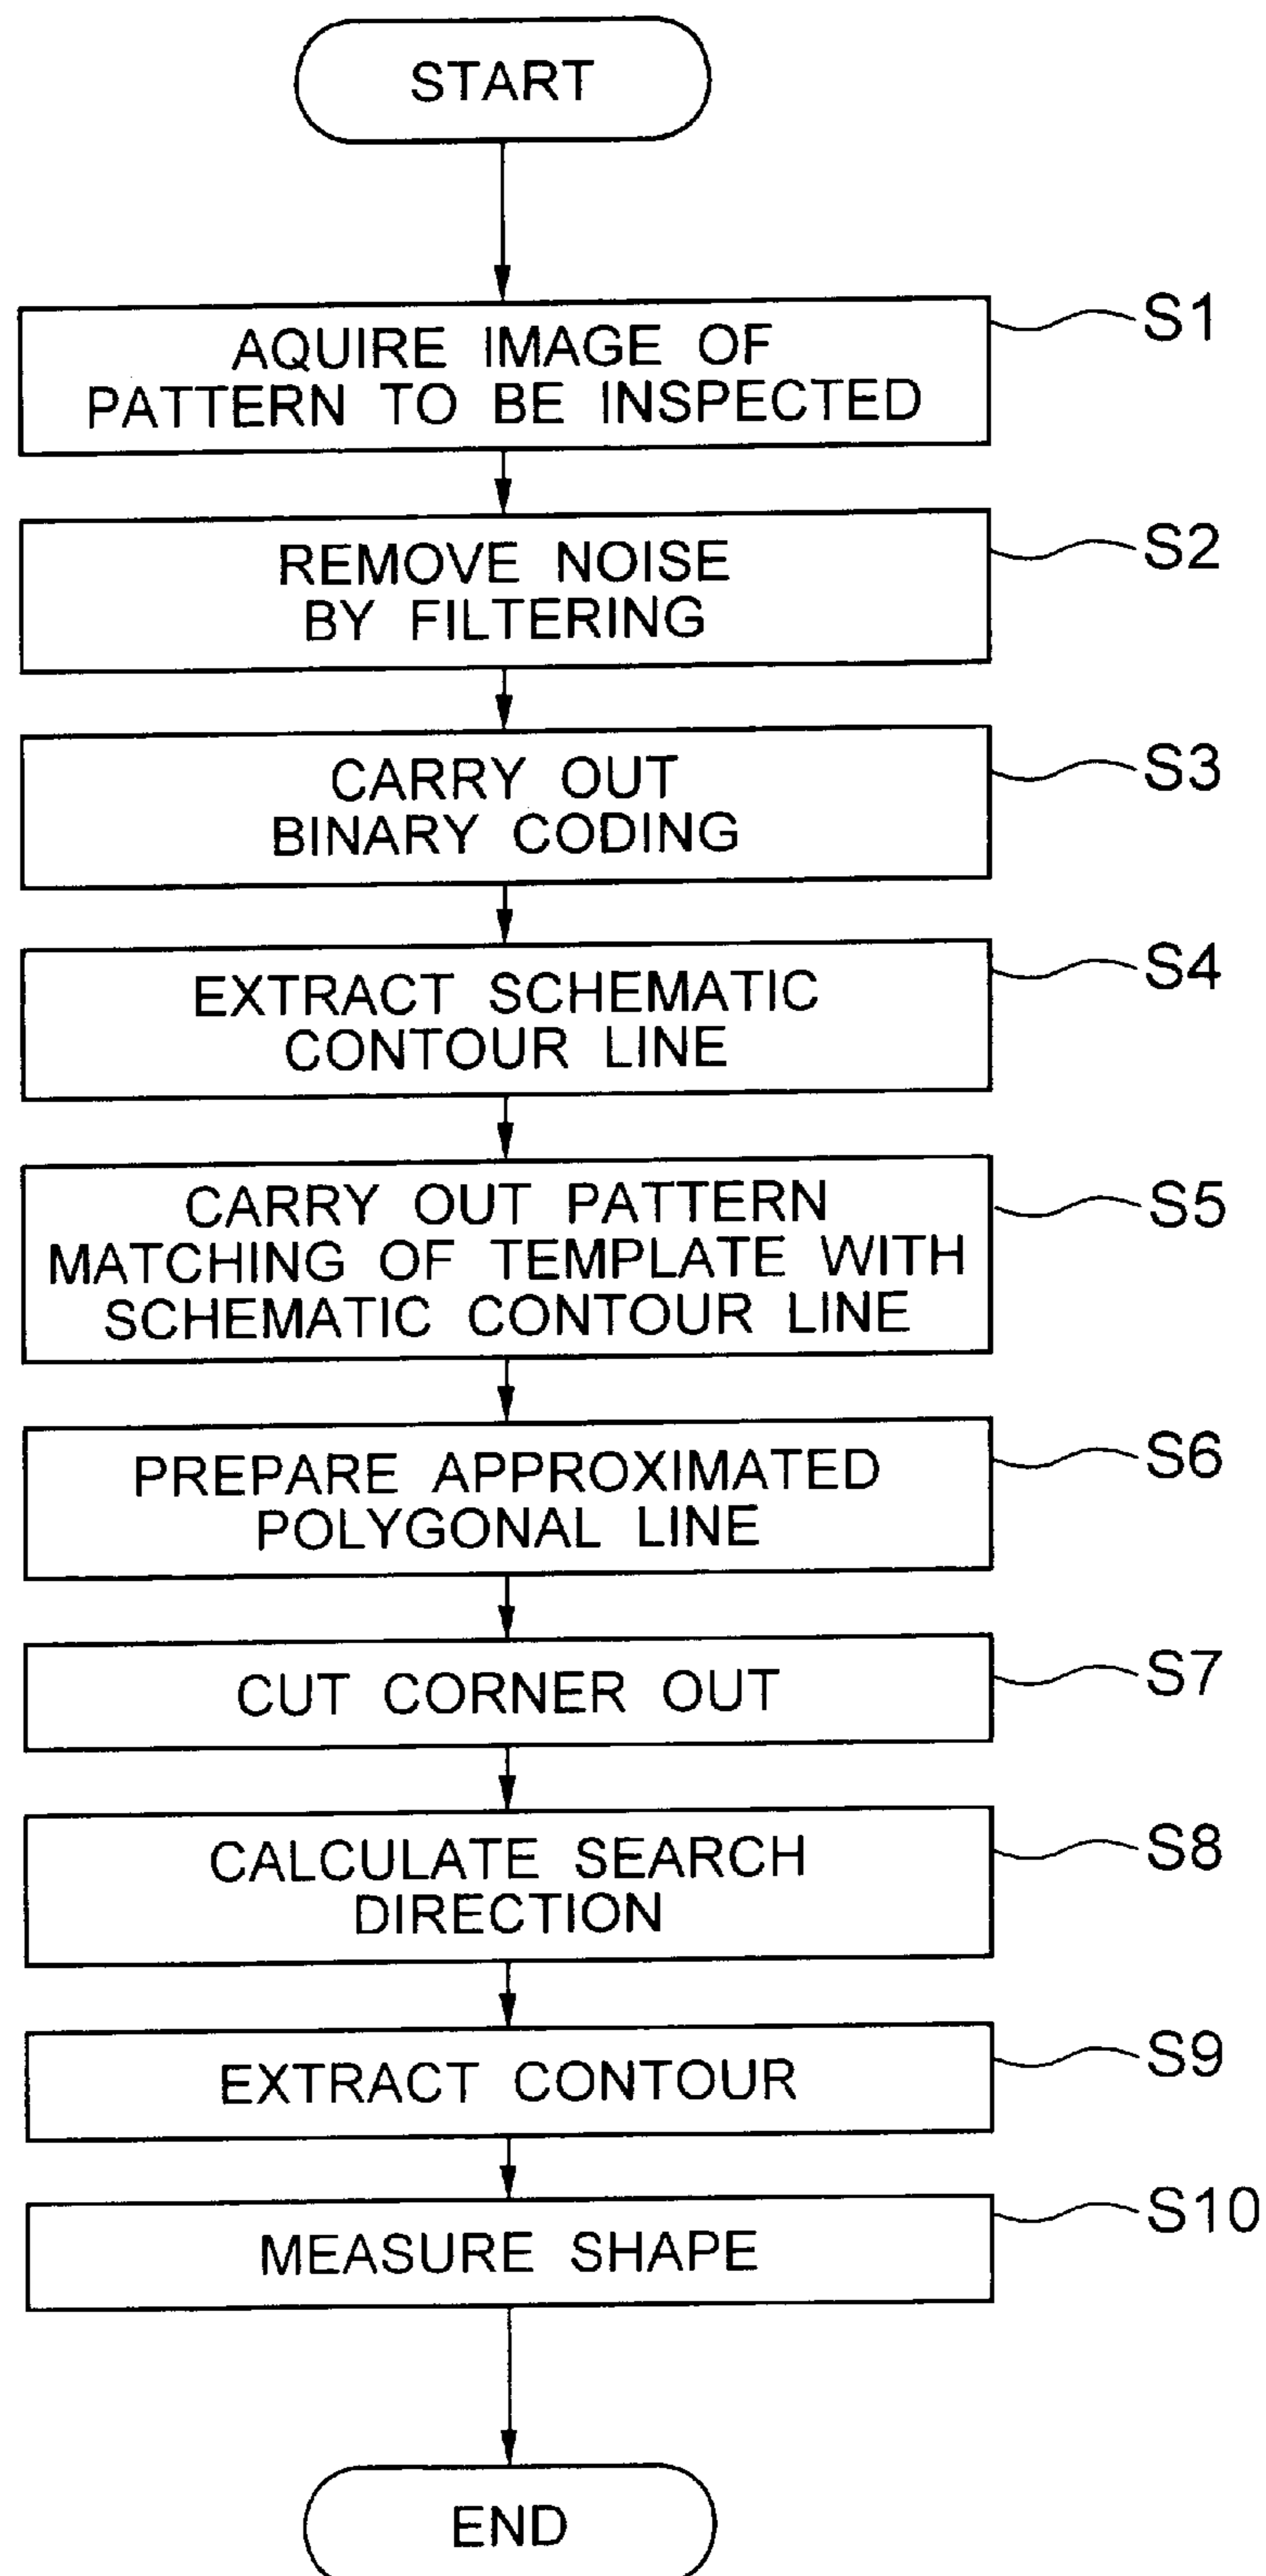 START
AQUIRE IMAGE OF
PATTERN TO BE INSPECTED
S1
REMOVE NOISE
BY FILTERING
S2
CARRY OUT
BINARY CODING
S3
EXTRACT SCHEMATIC
CONTOUR LINE
S4
CARRY OUT PATTERN
MATCHING OF TEMPLATE WITH
SCHEMATIC CONTOUR LINE
S5
PREPARE APPROXIMATED
POLYGONAL LINE
S6
CUT CORNER OUT
S7
CALCULATE SEARCH
DIRECTION
S8
EXTRACT CONTOUR
S9
MEASURE SHAPE
S10
END